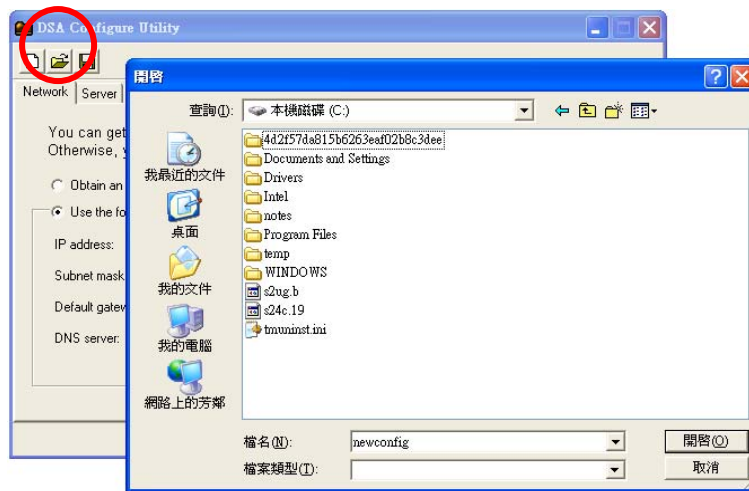 DSA Configure Utility
Network
Server
You can get
Otherwise,
Obtain an
Use the fo
IP address:
Subnet mask
Default gatew
DNS server:
開啓
查詢(I):
本機磁碟 (C:)
我最近的文件
桌面
我的文件
我的電腦
網路上的芳鄰
4d2f57da815b6263eaf02b8c3dee
Documents and Settings
Drivers
Intel
notes
Program Files
temp
WINDOWS
s2ug.b
s24c.19
tmuninst.ini
檔名(N):
newconfig
開啓(O)
檔案類型(T):
取消